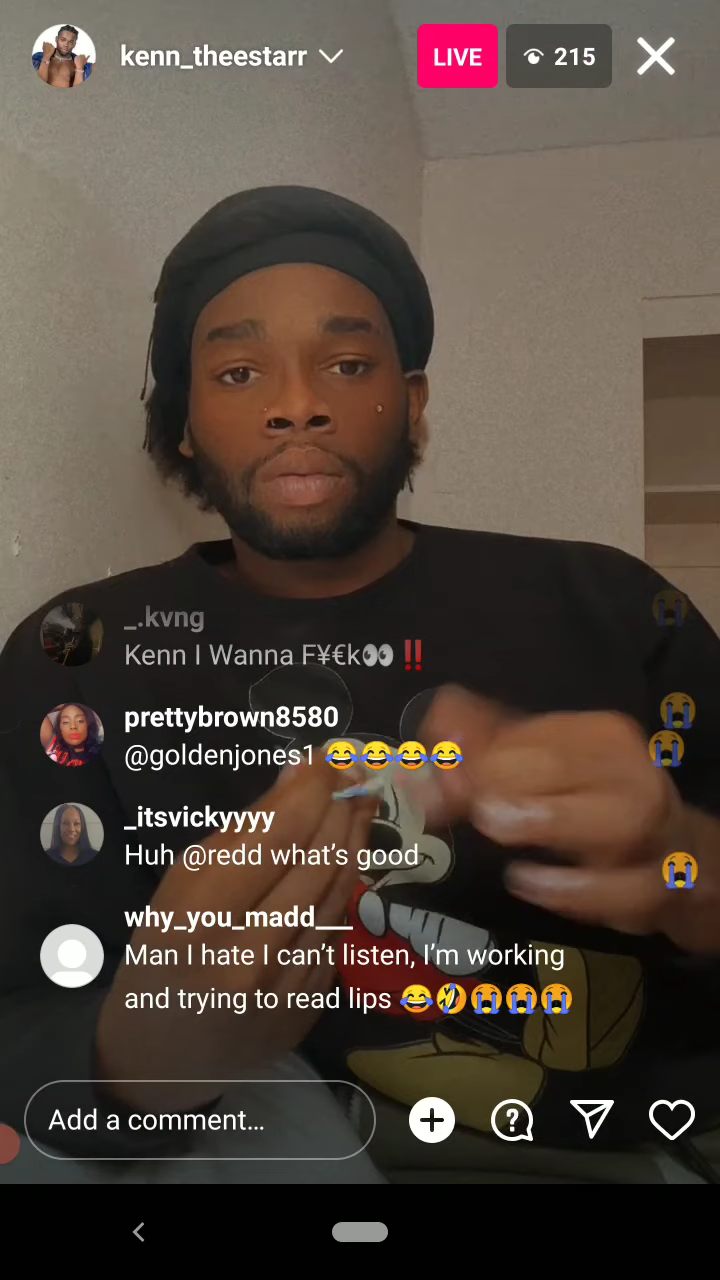 kenn_theestarr
LIVE
215
_.kvng
Kenn I Wanna F¥€k👀 ‼️
prettybrown8580
@goldenjones1 😂😂😂😂
_itsvickyyyy
Huh @redd what's good
why_you_madd___
Man I hate I can't listen, I'm working
and trying to read lips 😂🤣😭😭😭
Add a comment...